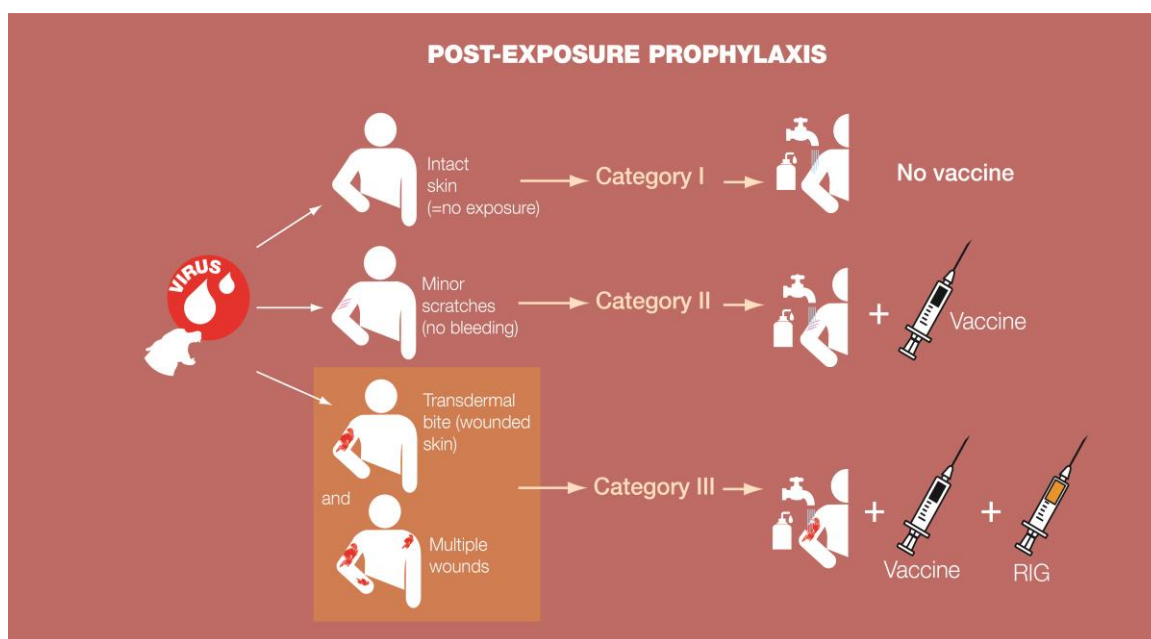 POST-EXPOSURE PROPHYLAXIS
VIRUS
Intact
skin
(=no exposure)
Category I
No vaccine
Minor
scratches
(no bleeding)
Category II
+
Vaccine
Transdermal
bite (wounded
skin)
and
Multiple
wounds
Category III
+
Vaccine
+
RIG